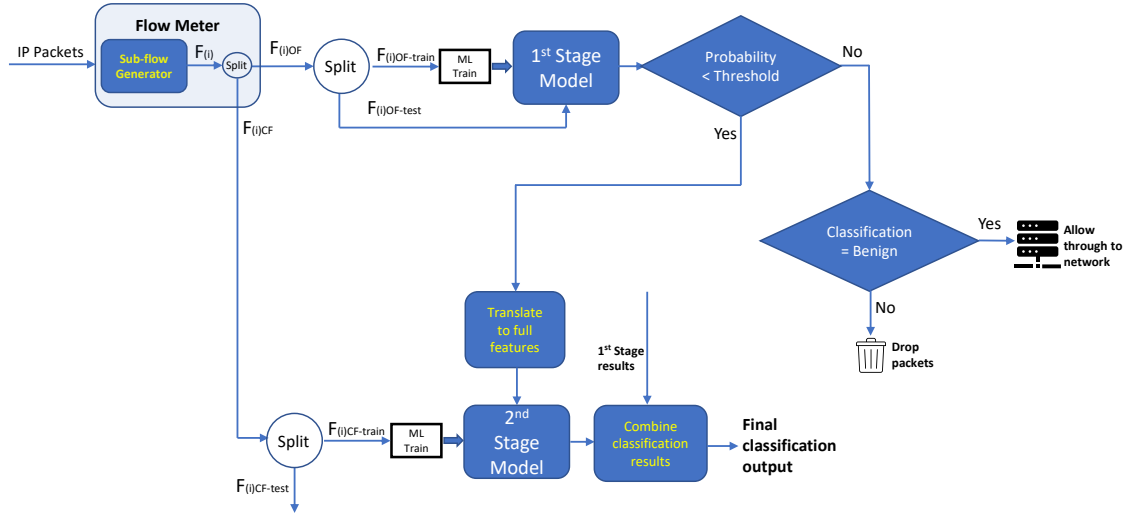 Flow Meter
IP Packets
Sub-flow
Generator
F(i)
Split
F(i)OF
Split
F(i)OF-train
ML
Train
1st Stage
Model
Probability
< Threshold
No
F(i)OF-test
F(i)CF
Yes
Classification
= Benign
Yes
Allow
through to
network
No
Drop
packets
Translate
to full
features
1st Stage
results
Split
F(i)CF-train
ML
Train
2nd
Stage
Model
Combine
classification
results
Final
classification
output
F(i)CF-test